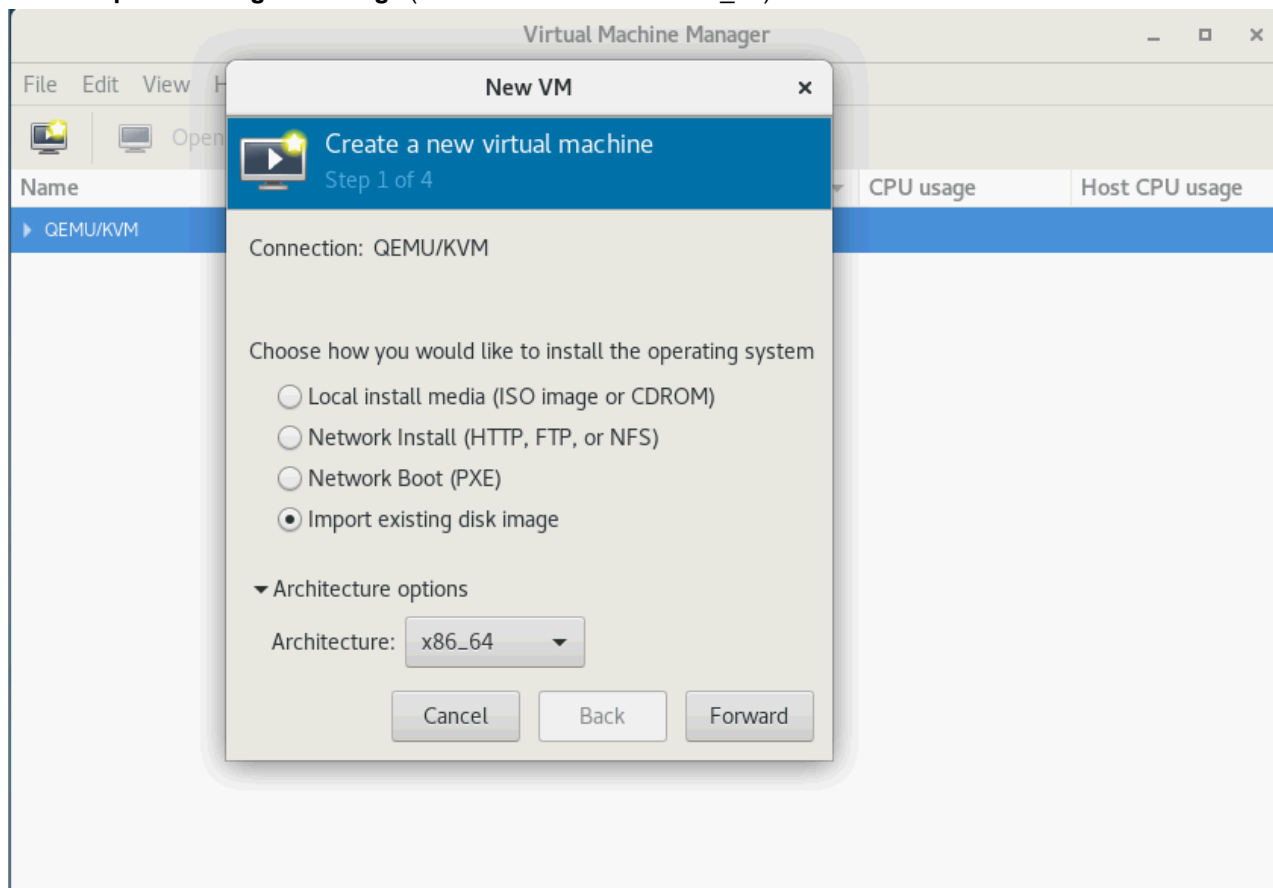 Virtual Machine Manager
File Edit View H
New VM
Open
Create a new virtual machine
Step 1 of 4
Name CPU usage Host CPU usage
QEMU/KVM
Connection: QEMU/KVM
Choose how you would like to install the operating system
Local install media (ISO image or CDROM)
Network Install (HTTP, FTP, or NFS)
Network Boot (PXE)
Import existing disk image
Architecture options
Architecture: x86_64
Cancel Back Forward